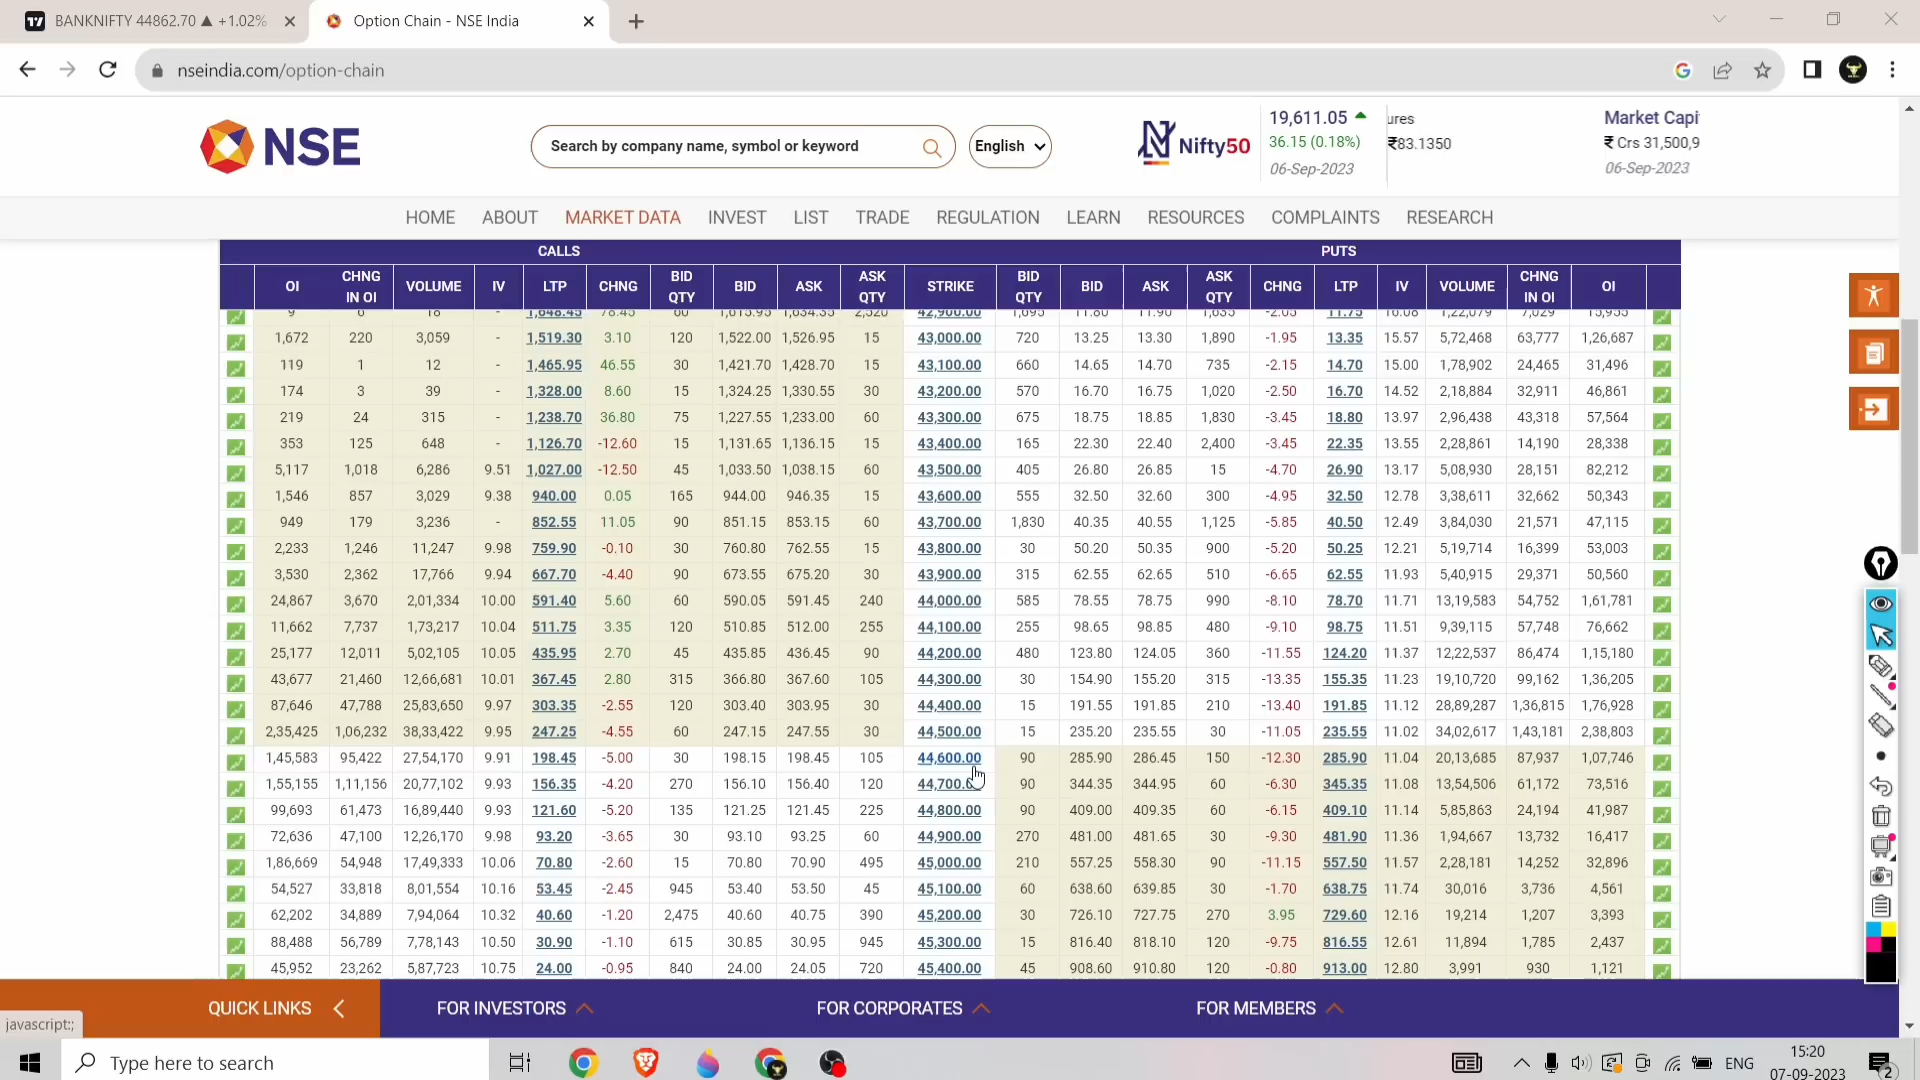 BANKNIFTY 44862.70 ▲ +1.02%
Option Chain - NSE India
nseindia.com/option-chain
NSE
Search by company name, symbol or keyword
English
Nifty50
19,611.05
36.15 (0.18%)
06-Sep-2023
ures
₹83.1350
Market Capi
₹ Crs 31,500,9
06-Sep-2023
HOME ABOUT MARKET DATA INVEST LIST TRADE REGULATION LEARN RESOURCES COMPLAINTS RESEARCH
CALLS PUTS
OI CHNG IN OI VOLUME IV LTP CHNG BID QTY BID ASK ASK QTY STRIKE BID QTY BID ASK ASK QTY CHNG LTP IV VOLUME CHNG IN OI OI
9 6 18 - 1,648.45 78.45 60 1,615.95 1,634.35 2,520 42,900.00 1,695 11.80 11.90 1,635 -2.05 11.75 16.08 1,22,079 7,029 15,955
1,672 220 3,059 - 1,519.30 3.10 120 1,522.00 1,526.95 15 43,000.00 720 13.25 13.30 1,890 -1.95 13.35 15.57 5,72,468 63,777 1,26,687
119 1 12 - 1,465.95 46.55 30 1,421.70 1,428.70 15 43,100.00 660 14.65 14.70 735 -2.15 14.70 15.00 1,78,902 24,465 31,496
174 3 39 - 1,328.00 8.60 15 1,324.25 1,330.55 30 43,200.00 570 16.70 16.75 1,020 -2.50 16.70 14.52 2,18,884 32,911 46,861
219 24 315 - 1,238.70 36.80 75 1,227.55 1,233.00 60 43,300.00 675 18.75 18.85 1,830 -3.45 18.80 13.97 2,96,438 43,318 57,564
353 125 648 - 1,126.70 -12.60 15 1,131.65 1,136.15 15 43,400.00 165 22.30 22.40 2,400 -3.45 22.35 13.55 2,28,861 14,190 28,338
5,117 1,018 6,286 9.51 1,027.00 -12.50 45 1,033.50 1,038.15 60 43,500.00 405 26.80 26.85 15 -4.70 26.90 13.17 5,08,930 28,151 82,212
1,546 857 3,029 9.38 940.00 0.05 165 944.00 946.35 15 43,600.00 555 32.50 32.60 300 -4.95 32.50 12.78 3,38,611 32,662 50,343
949 179 3,236 - 852.55 11.05 90 851.15 853.15 60 43,700.00 1,830 40.35 40.55 1,125 -5.85 40.50 12.49 3,84,030 21,571 47,115
2,233 1,246 11,247 9.98 759.90 -0.10 30 760.80 762.55 15 43,800.00 30 50.20 50.35 900 -5.20 50.25 12.21 5,19,714 16,399 53,003
3,530 2,362 17,766 9.94 667.70 -4.40 90 673.55 675.20 30 43,900.00 315 62.55 62.65 510 -6.65 62.55 11.93 5,40,915 29,371 50,560
24,867 3,670 2,01,334 10.00 591.40 5.60 60 590.05 591.45 240 44,000.00 585 78.55 78.75 990 -8.10 78.70 11.71 13,19,583 54,752 1,61,781
11,662 7,737 1,73,217 10.04 511.75 3.35 120 510.85 512.00 255 44,100.00 255 98.65 98.85 480 -9.10 98.75 11.51 9,39,115 57,748 76,662
25,177 12,011 5,02,105 10.05 435.95 2.70 45 435.85 436.45 90 44,200.00 480 123.80 124.05 360 -11.55 124.20 11.37 12,22,537 86,474 1,15,180
43,677 21,460 12,66,681 10.01 367.45 2.80 315 366.80 367.60 105 44,300.00 30 154.90 155.20 315 -13.35 155.35 11.23 19,10,720 99,162 1,36,205
87,646 47,788 25,83,650 9.97 303.35 -2.55 120 303.40 303.95 30 44,400.00 15 191.55 191.85 210 -13.40 191.85 11.12 28,89,287 1,36,815 1,76,928
2,35,425 1,06,232 38,33,422 9.95 247.25 -4.55 60 247.15 247.55 30 44,500.00 15 235.20 235.55 30 -11.05 235.55 11.02 34,02,617 1,43,181 2,38,803
1,45,583 95,422 27,54,170 9.91 198.45 -5.00 30 198.15 198.45 105 44,600.00 90 285.90 286.45 150 -12.30 285.90 11.04 20,13,685 87,937 1,07,746
1,55,155 1,11,156 20,77,102 9.93 156.35 -4.20 270 156.10 156.40 120 44,700.00 90 344.35 344.95 60 -6.30 345.35 11.08 13,54,506 61,172 73,516
99,693 61,473 16,89,440 9.93 121.60 -5.20 135 121.25 121.45 225 44,800.00 90 409.00 409.35 60 -6.15 409.10 11.14 5,85,863 24,194 41,987
72,636 47,100 12,26,170 9.98 93.20 -3.65 30 93.10 93.25 60 44,900.00 270 481.00 481.65 30 -9.30 481.90 11.36 1,94,667 13,732 16,417
1,86,669 54,948 17,49,333 10.06 70.80 -2.60 15 70.80 70.90 495 45,000.00 210 557.25 558.30 90 -11.15 557.50 11.57 2,28,181 14,252 32,896
54,527 33,818 8,01,554 10.16 53.45 -2.45 945 53.40 53.50 45 45,100.00 60 638.60 639.85 30 -1.70 638.75 11.74 30,016 3,736 4,561
62,202 34,889 7,94,064 10.32 40.60 -1.20 2,475 40.60 40.75 390 45,200.00 30 726.10 727.75 270 3.95 729.60 12.16 19,214 1,207 3,393
88,488 56,789 7,78,143 10.50 30.90 -1.10 615 30.85 30.95 945 45,300.00 15 816.40 818.10 120 -9.75 816.55 12.61 11,894 1,785 2,437
45,952 23,262 5,87,723 10.75 24.00 -0.95 840 24.00 24.05 720 45,400.00 45 908.60 910.80 120 -0.80 913.00 12.80 3,991 930 1,121
QUICK LINKS FOR INVESTORS FOR CORPORATES FOR MEMBERS
javascript:;
Type here to search
ENG
15:20
07-09-2023
2